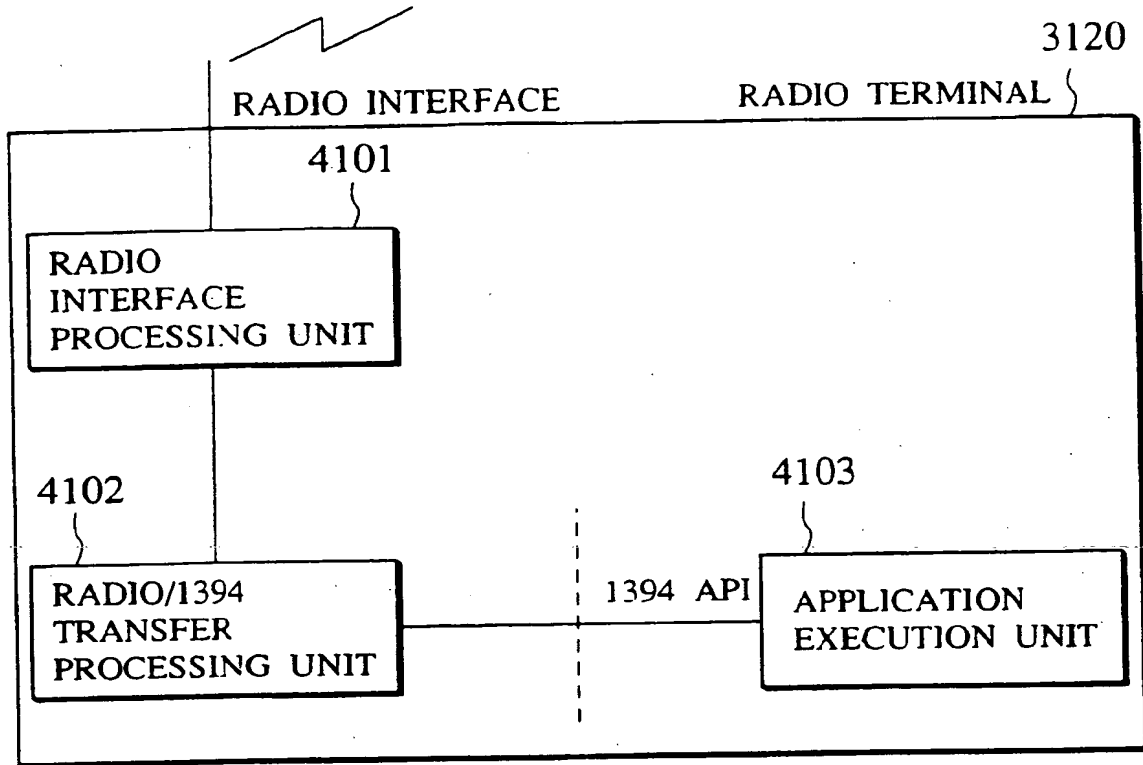 3120
RADIO INTERFACE
RADIO TERMINAL
4101
RADIO
INTERFACE
PROCESSING UNIT
4102
4103
RADIO/1394
TRANSFER
PROCESSING UNIT
1394 API
APPLICATION
EXECUTION UNIT